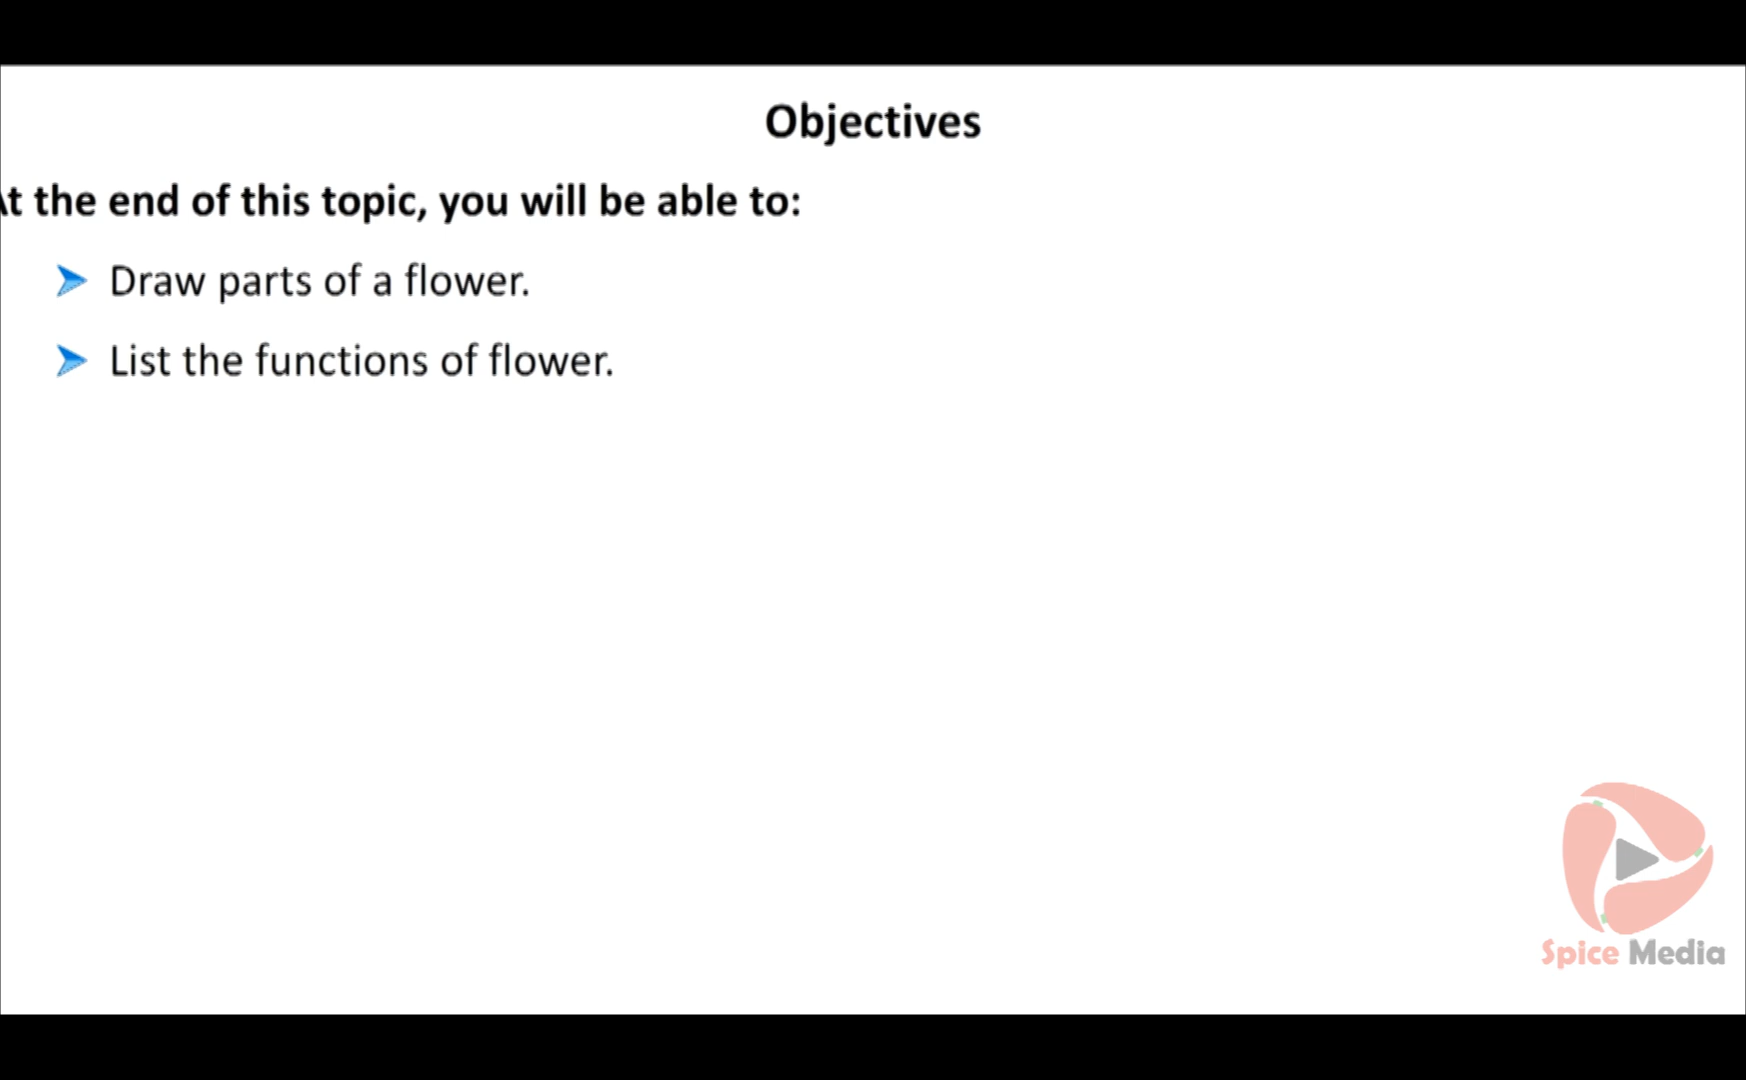 Objectives
At the end of this topic, you will be able to:
Draw parts of a flower.
List the functions of flower.
Spice Media